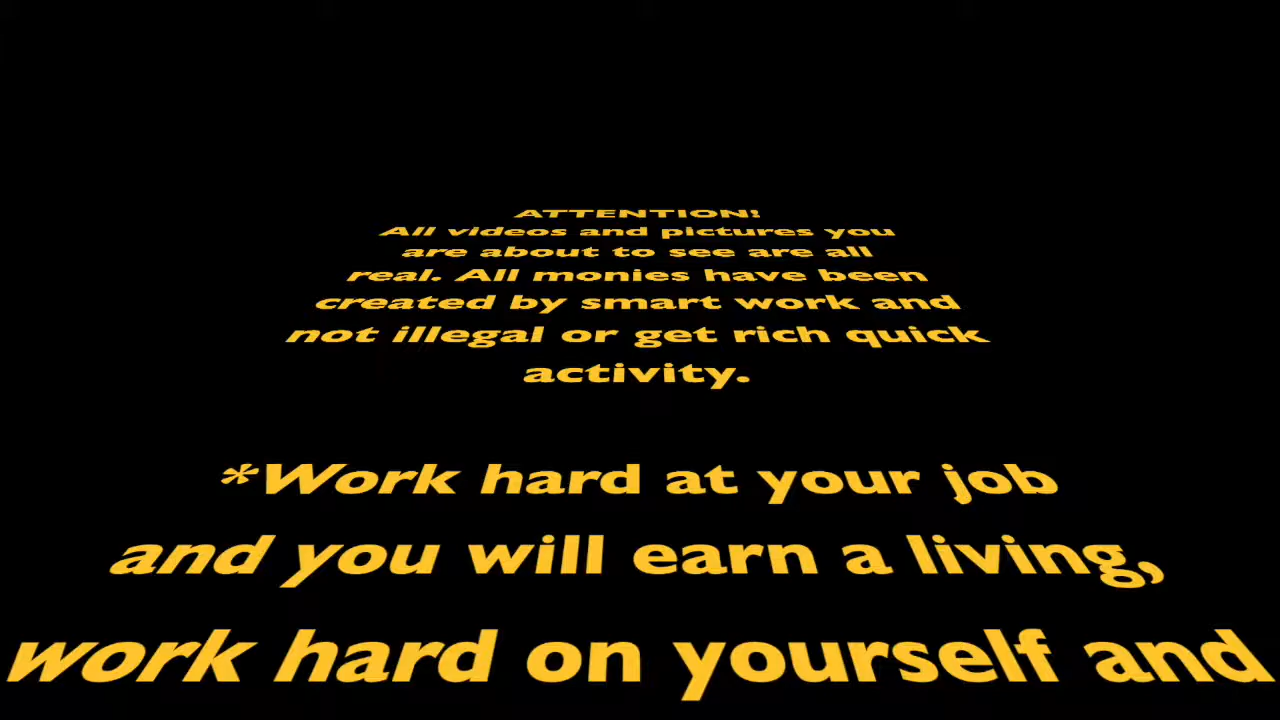 ATTENTION!
All videos and pictures you
are about to see are all
real. All monies have been
created by smart work and
not illegal or get rich quick
activity.
*Work hard at your job
and you will earn a living,
work hard on yourself and